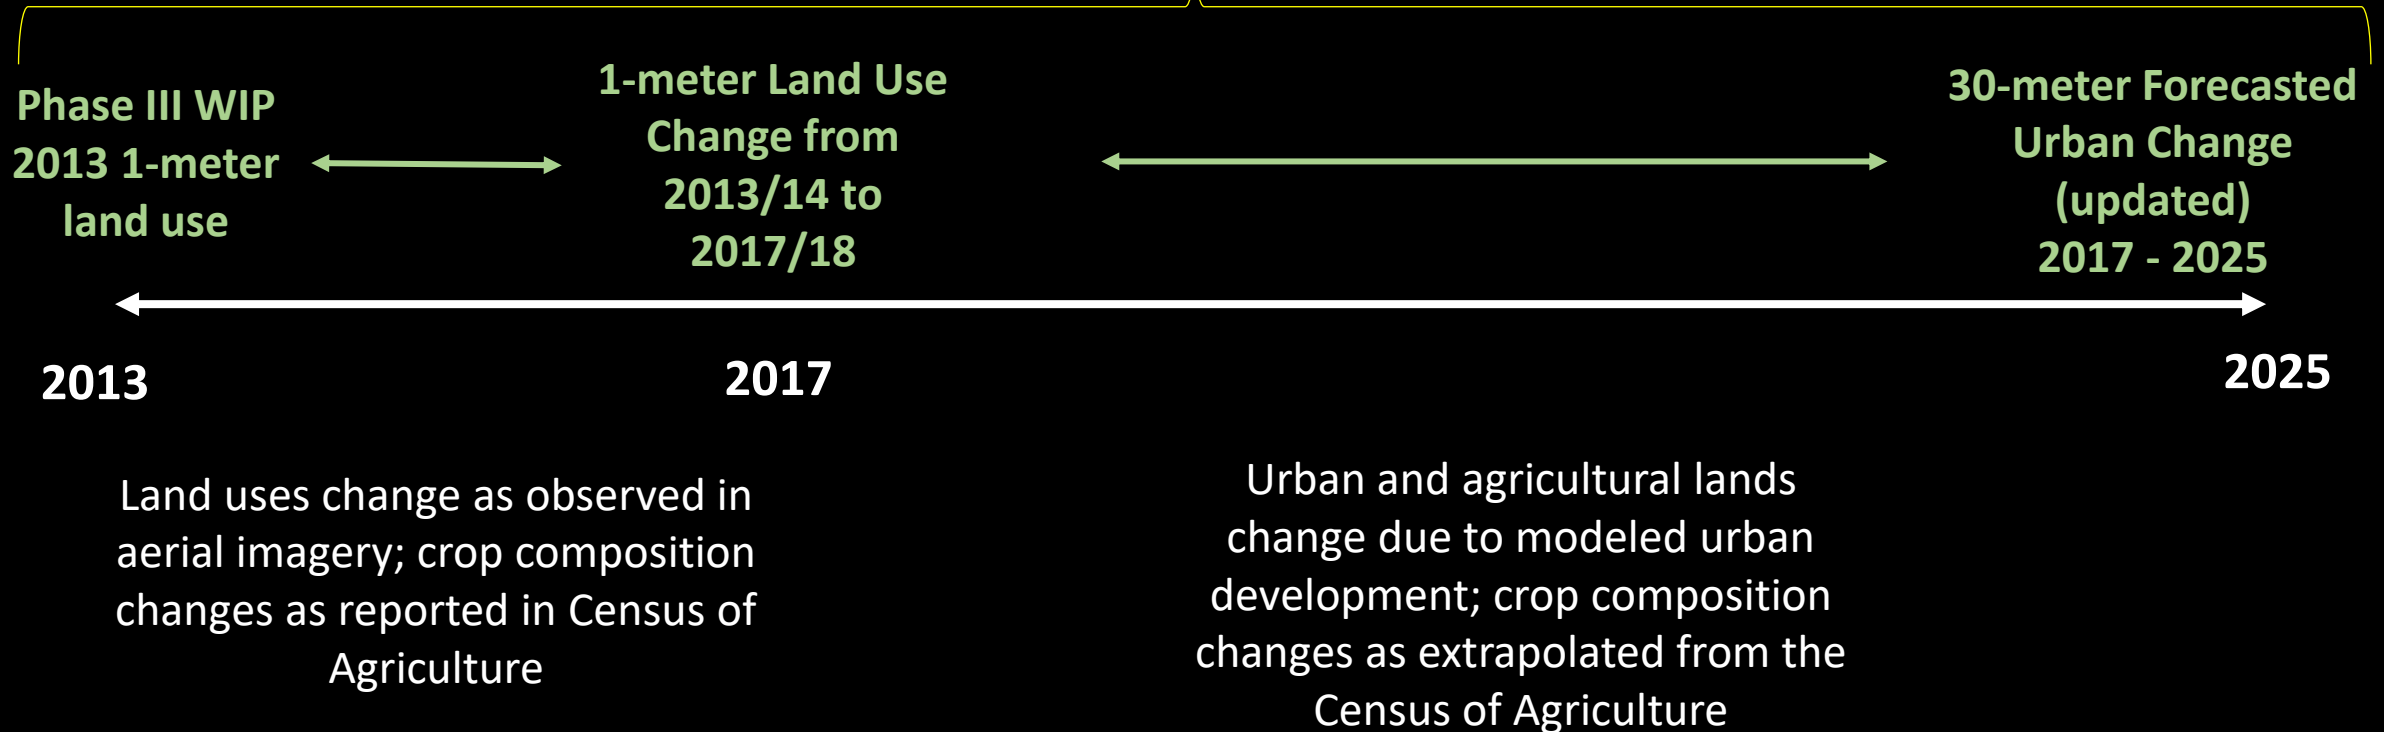 Phase III WIP
2013 1-meter
land use
1-meter Land Use
Change from
2013/14 to
2017/18
30-meter Forecasted
Urban Change
(updated)
2017 - 2025
2013
2017
2025
Land uses change as observed in
aerial imagery; crop composition
changes as reported in Census of
Agriculture
Urban and agricultural lands
change due to modeled urban
development; crop composition
changes as extrapolated from the
Census of Agriculture